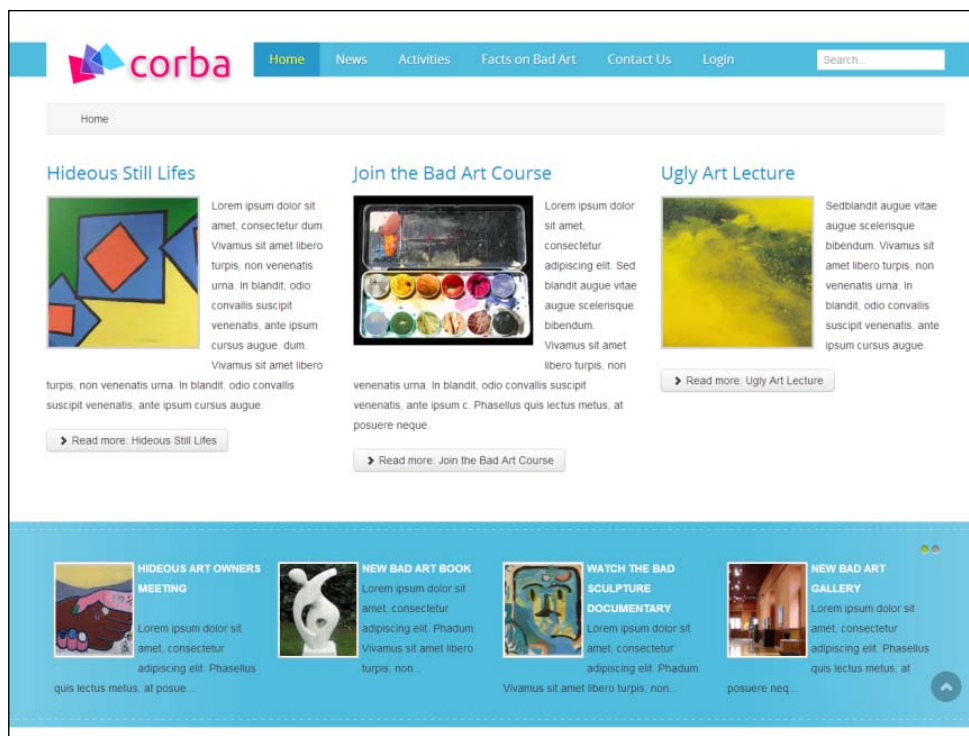 corba
Home News Activities Facts on Bad Art Contact Us Login Search...
Home
Hideous Still Lifes
Lorem ipsum dolor sit
amet, consectetur dum.
Vivamus sit amet libero
turpis, non venenatis
urna. In blandit, odio
convallis suscipit
venenatis, ante ipsum
cursus augue. dum.
Vivamus sit amet libero
turpis, non venenatis urna. In blandit, odio convallis
suscipit venenatis, ante ipsum cursus augue.
Read more: Hideous Still Lifes
Join the Bad Art Course
Lorem ipsum dolor
sit amet,
consectetur
adipiscing elit. Sed
blandit augue vitae
augue scelerisque
bibendum.
Vivamus sit amet
libero turpis, non
venenatis urna. In blandit, odio convallis suscipit
venenatis, ante ipsum c. Phasellus quis lectus metus, at
posuere neque.
Read more: Join the Bad Art Course
Ugly Art Lecture
Sedblandit augue vitae
augue scelerisque
bibendum. Vivamus sit
amet libero turpis, non
venenatis urna. In
blandit, odio convallis
suscipit venenatis, ante
ipsum cursus augue.
Read more: Ugly Art Lecture
HIDEOUS ART OWNERS
MEETING
Lorem ipsum dolor sit
amet, consectetur
adipiscing elit. Phasellus
quis lectus metus, at posue...
NEW BAD ART BOOK
Lorem ipsum dolor sit
amet, consectetur
adipiscing elit. Phadum.
Vivamus sit amet libero
turpis, non...
WATCH THE BAD
SCULPTURE
DOCUMENTARY
Lorem ipsum dolor sit
amet, consectetur
adipiscing elit. Phadum.
Vivamus sit amet libero turpis, non...
NEW BAD ART
GALLERY
Lorem ipsum dolor sit
amet, consectetur
adipiscing elit. Phasellus
quis lectus metus, at
posuere neq...